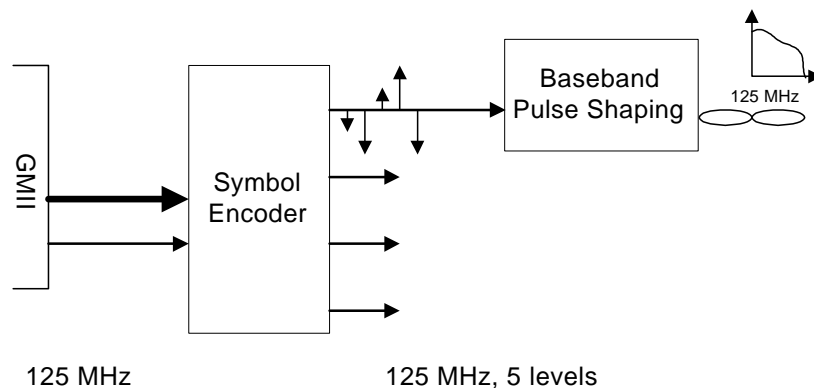 GMII
Symbol
Encoder
Baseband
Pulse Shaping
125 MHz
125 MHz
125 MHz, 5 levels